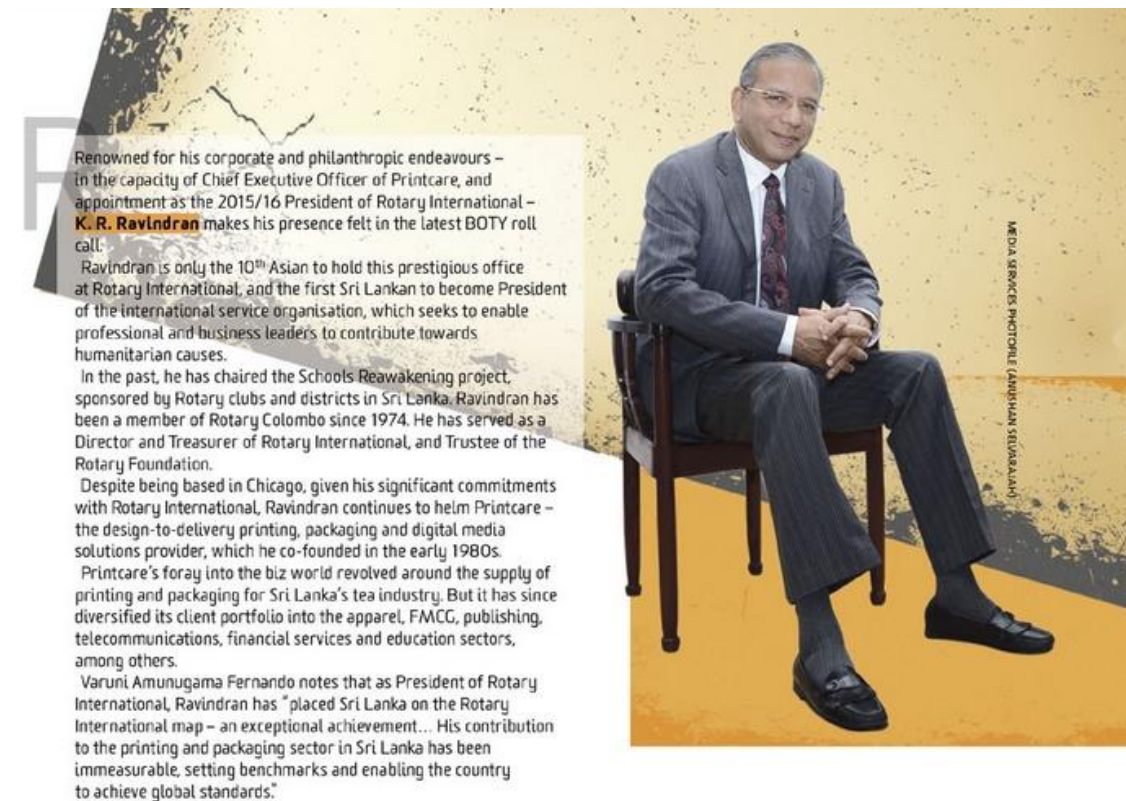 R
Renowned for his corporate and philanthropic endeavours –
in the capacity of Chief Executive Officer of Printcare, and
appointment as the 2015/16 President of Rotary International –
K. R. Ravindran makes his presence felt in the latest BOTY roll
call.
Ravindran is only the 10th Asian to hold this prestigious office
at Rotary International, and the first Sri Lankan to become President
of the international service organisation, which seeks to enable
professional and business leaders to contribute towards
humanitarian causes.
In the past, he has chaired the Schools Reawakening project,
sponsored by Rotary clubs and districts in Sri Lanka. Ravindran has
been a member of Rotary Colombo since 1974. He has served as a
Director and Treasurer of Rotary International, and Trustee of the
Rotary Foundation.
Despite being based in Chicago, given his significant commitments
with Rotary International, Ravindran continues to helm Printcare –
the design-to-delivery printing, packaging and digital media
solutions provider, which he co-founded in the early 1980s.
Printcare's foray into the biz world revolved around the supply of
printing and packaging for Sri Lanka's tea industry. But it has since
diversified its client portfolio into the apparel, FMCG, publishing,
telecommunications, financial services and education sectors,
among others.
Varuni Amunugama Fernando notes that as President of Rotary
International, Ravindran has “placed Sri Lanka on the Rotary
International map – an exceptional achievement... His contribution
to the printing and packaging sector in Sri Lanka has been
immeasurable, setting benchmarks and enabling the country
to achieve global standards.”
MEDIA SERVICES PHOTOFILE (ANUSHAN SELVARAJAH)